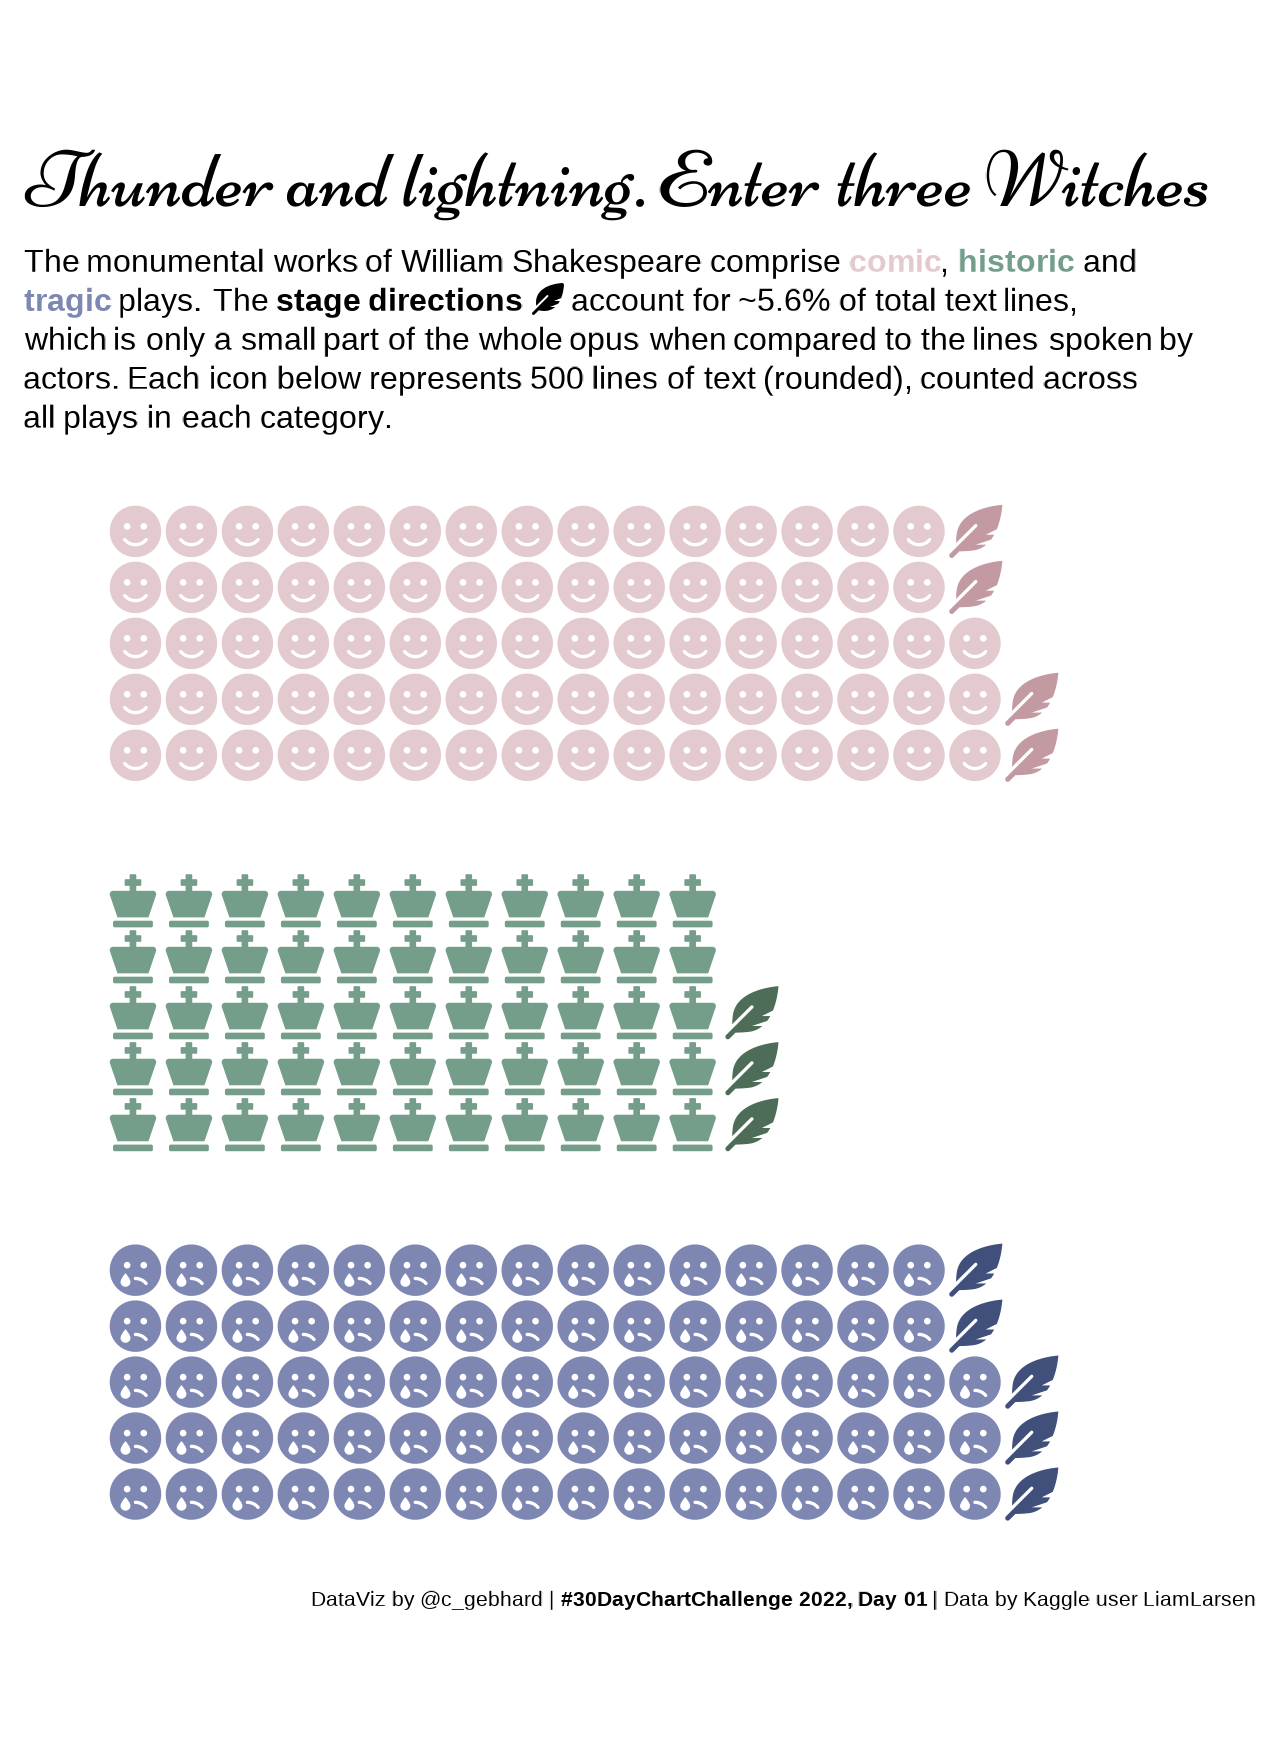 Thunder and lightning. Enter three Witches
The monumental works of William Shakespeare comprise comic, historic and
tragic plays. The stage directions account for ~5.6% of total text lines,
which is only a small part of the whole opus when compared to the lines spoken by
actors. Each icon below represents 500 lines of text (rounded), counted across
all plays in each category.
DataViz by @c_gebhard | #30DayChartChallenge 2022, Day 01 | Data by Kaggle user LiamLarsen